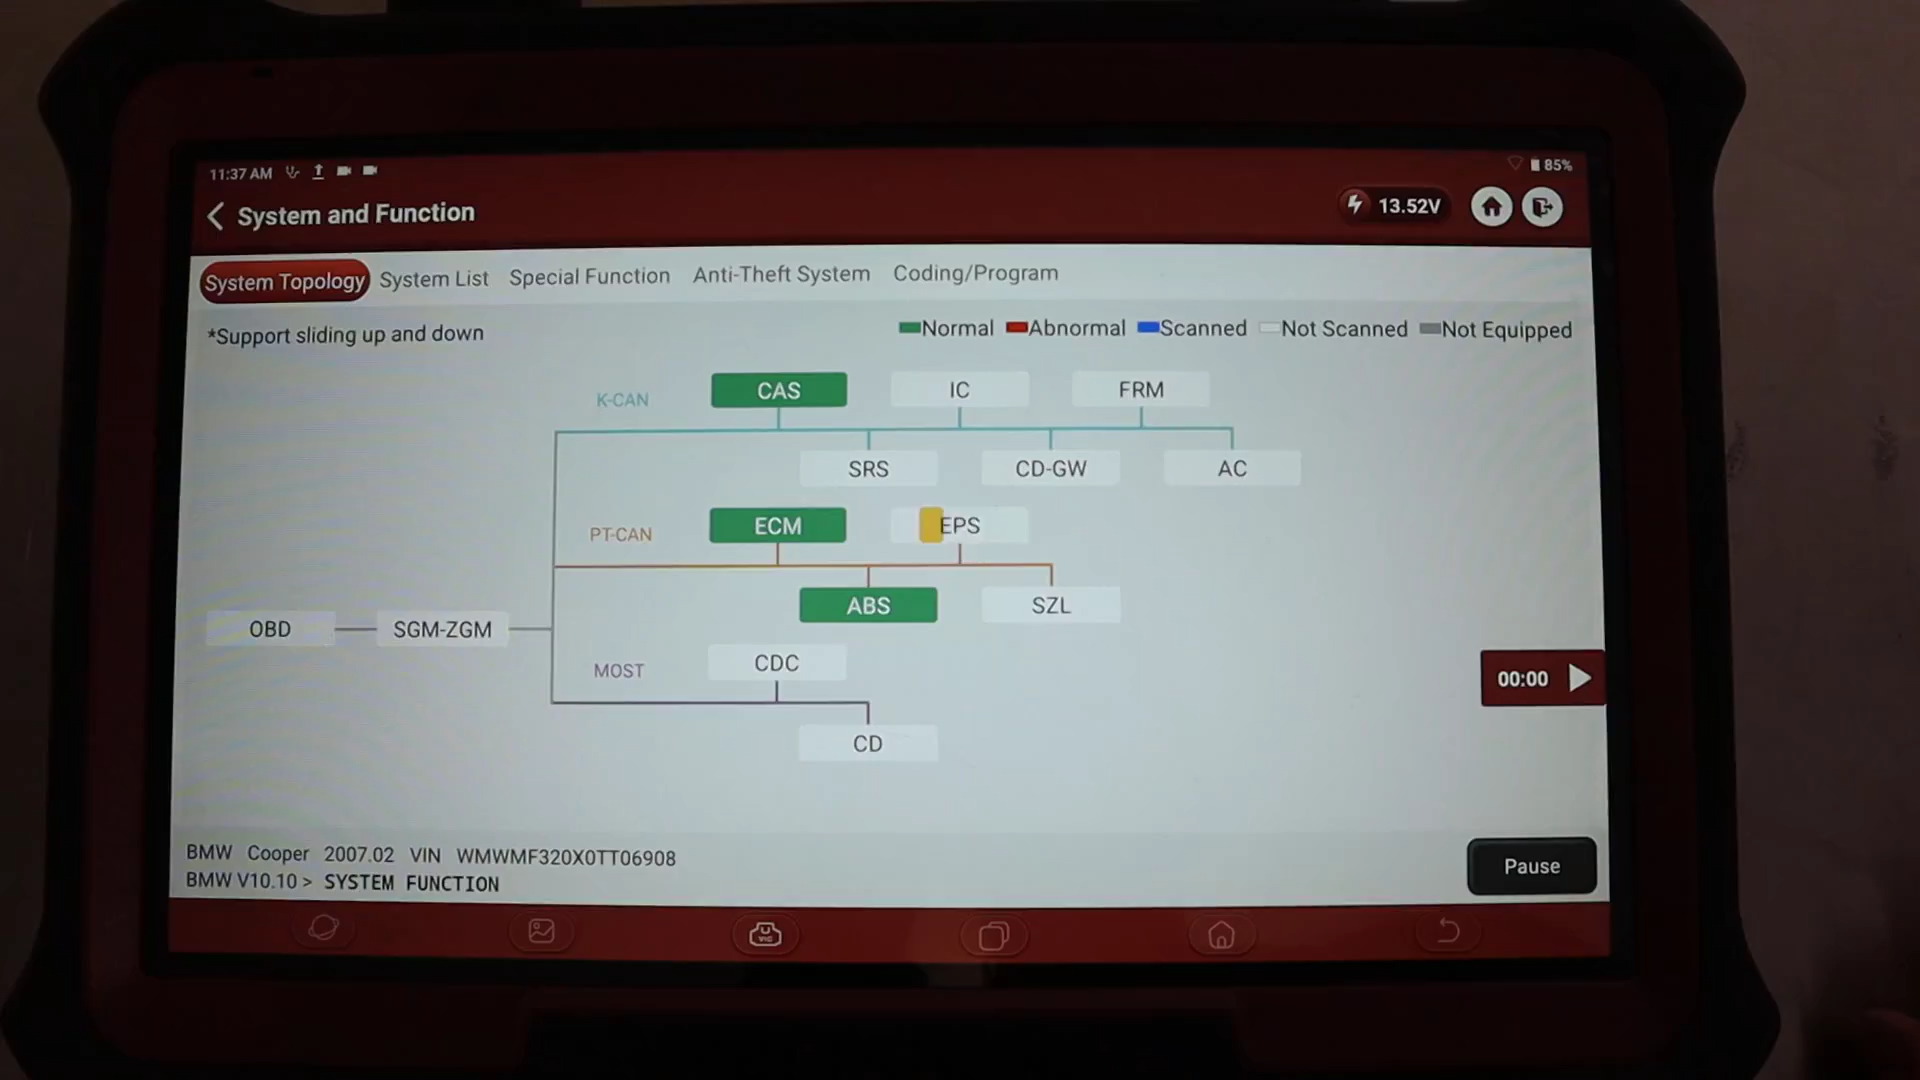 11:37 AM
85%
System and Function
13.52V
System Topology System List Special Function Anti-Theft System Coding/Program
*Support sliding up and down
Normal Abnormal Scanned Not Scanned Not Equipped
K-CAN CAS IC FRM
SRS CD-GW AC
PT-CAN ECM EPS
ABS SZL
OBD SGM-ZGM
MOST CDC
00:00
CD
BMW Cooper 2007.02 VIN WMWMF320X0TT06908
BMW V10.10 > SYSTEM FUNCTION
Pause